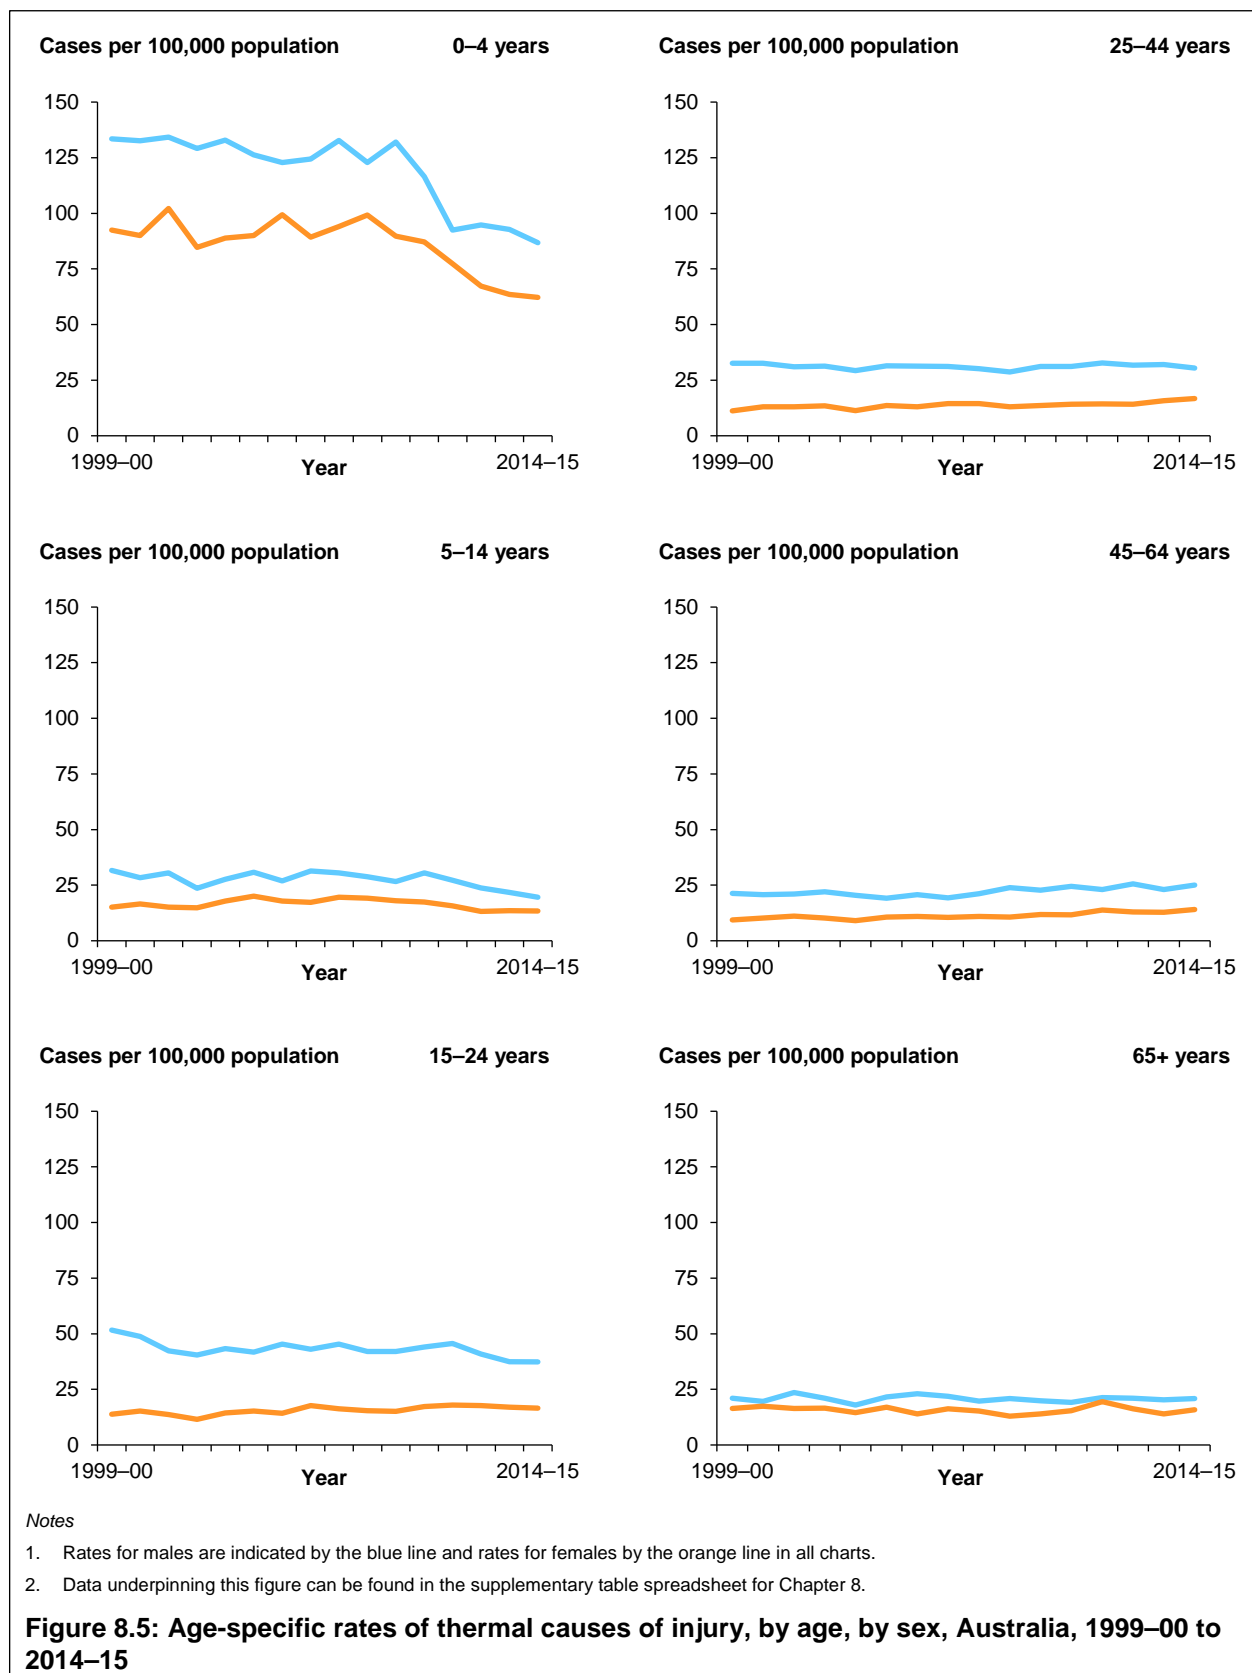 Cases per 100,000 population 0–4 years
150
125
100
75
50
25
0
1999–00 Year 2014–15
Cases per 100,000 population 25–44 years
150
125
100
75
50
25
0
1999–00 Year 2014–15
Cases per 100,000 population 5–14 years
150
125
100
75
50
25
0
1999–00 Year 2014–15
Cases per 100,000 population 45–64 years
150
125
100
75
50
25
0
1999–00 Year 2014–15
Cases per 100,000 population 15–24 years
150
125
100
75
50
25
0
1999–00 Year 2014–15
Cases per 100,000 population 65+ years
150
125
100
75
50
25
0
1999–00 Year 2014–15
Notes
1. Rates for males are indicated by the blue line and rates for females by the orange line in all charts.
2. Data underpinning this figure can be found in the supplementary table spreadsheet for Chapter 8.
Figure 8.5: Age-specific rates of thermal causes of injury, by age, by sex, Australia, 1999–00 to
2014–15